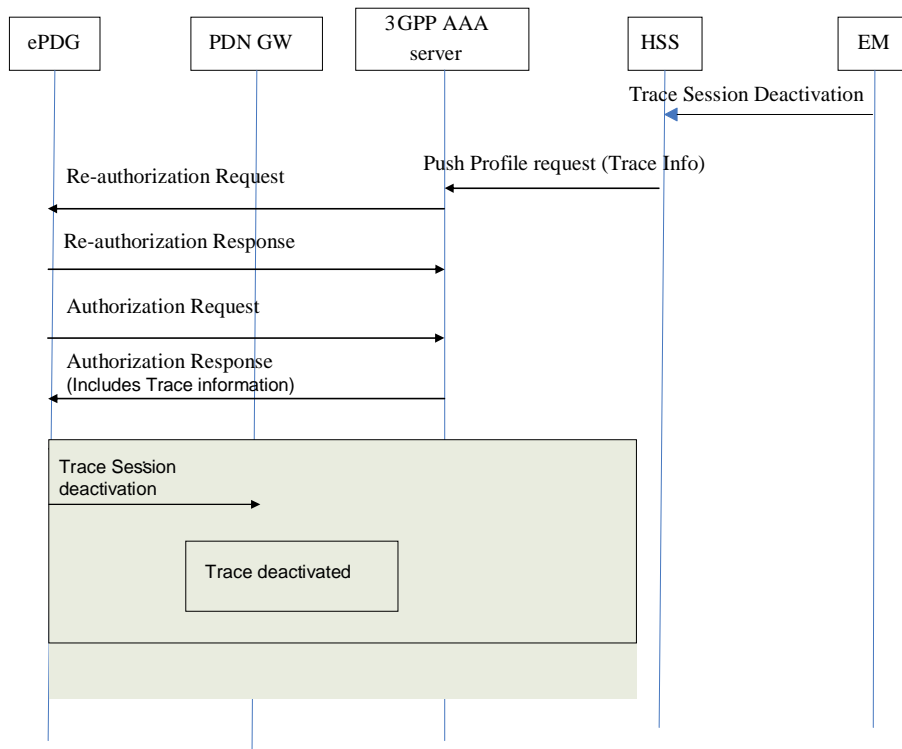 ePDG
PDN GW
3GPP AAA
server
HSS
EM
Trace Session Deactivation
Push Profile request (Trace Info)
Re-authorization Request
Re-authorization Response
Authorization Request
Authorization Response
(Includes Trace information)
Trace Session
deactivation
Trace deactivated